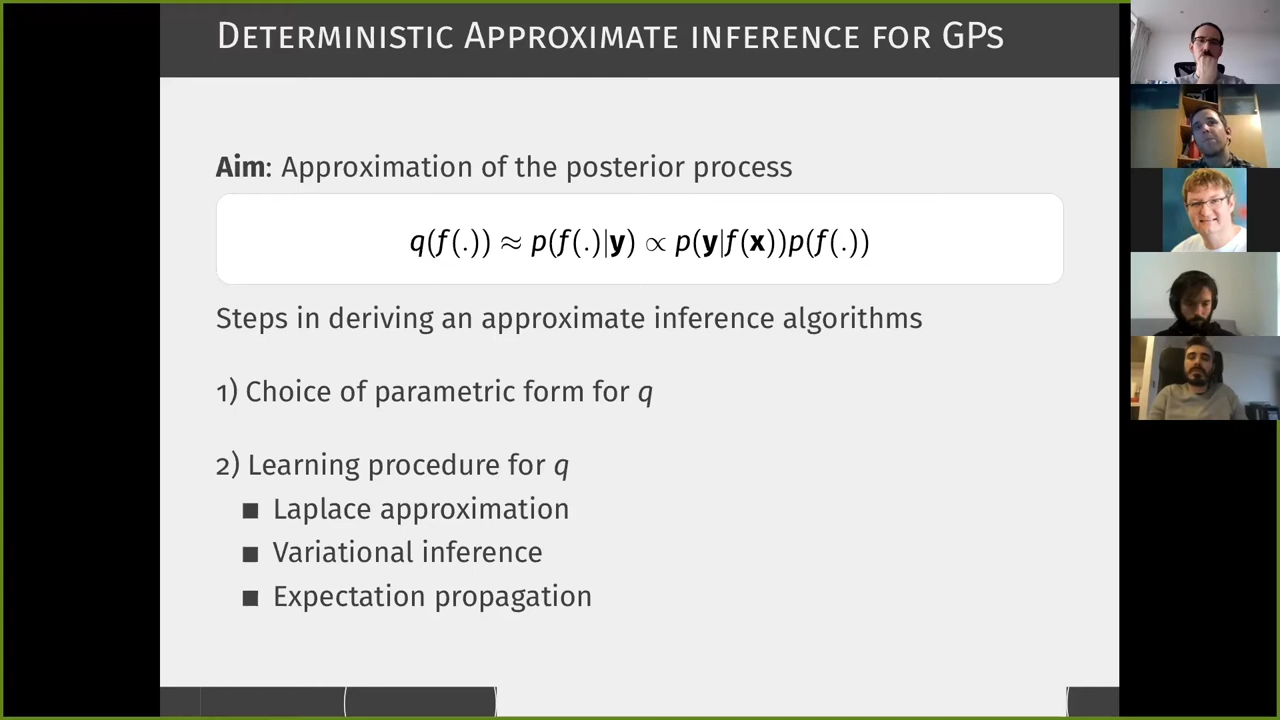 DETERMINISTIC APPROXIMATE INFERENCE FOR GPS
Aim: Approximation of the posterior process
q(f(.)) ≈ p(f(.)|y) ∝ p(y|f(x))p(f(.))
Steps in deriving an approximate inference algorithms
1) Choice of parametric form for q
2) Learning procedure for q
■ Laplace approximation
■ Variational inference
■ Expectation propagation